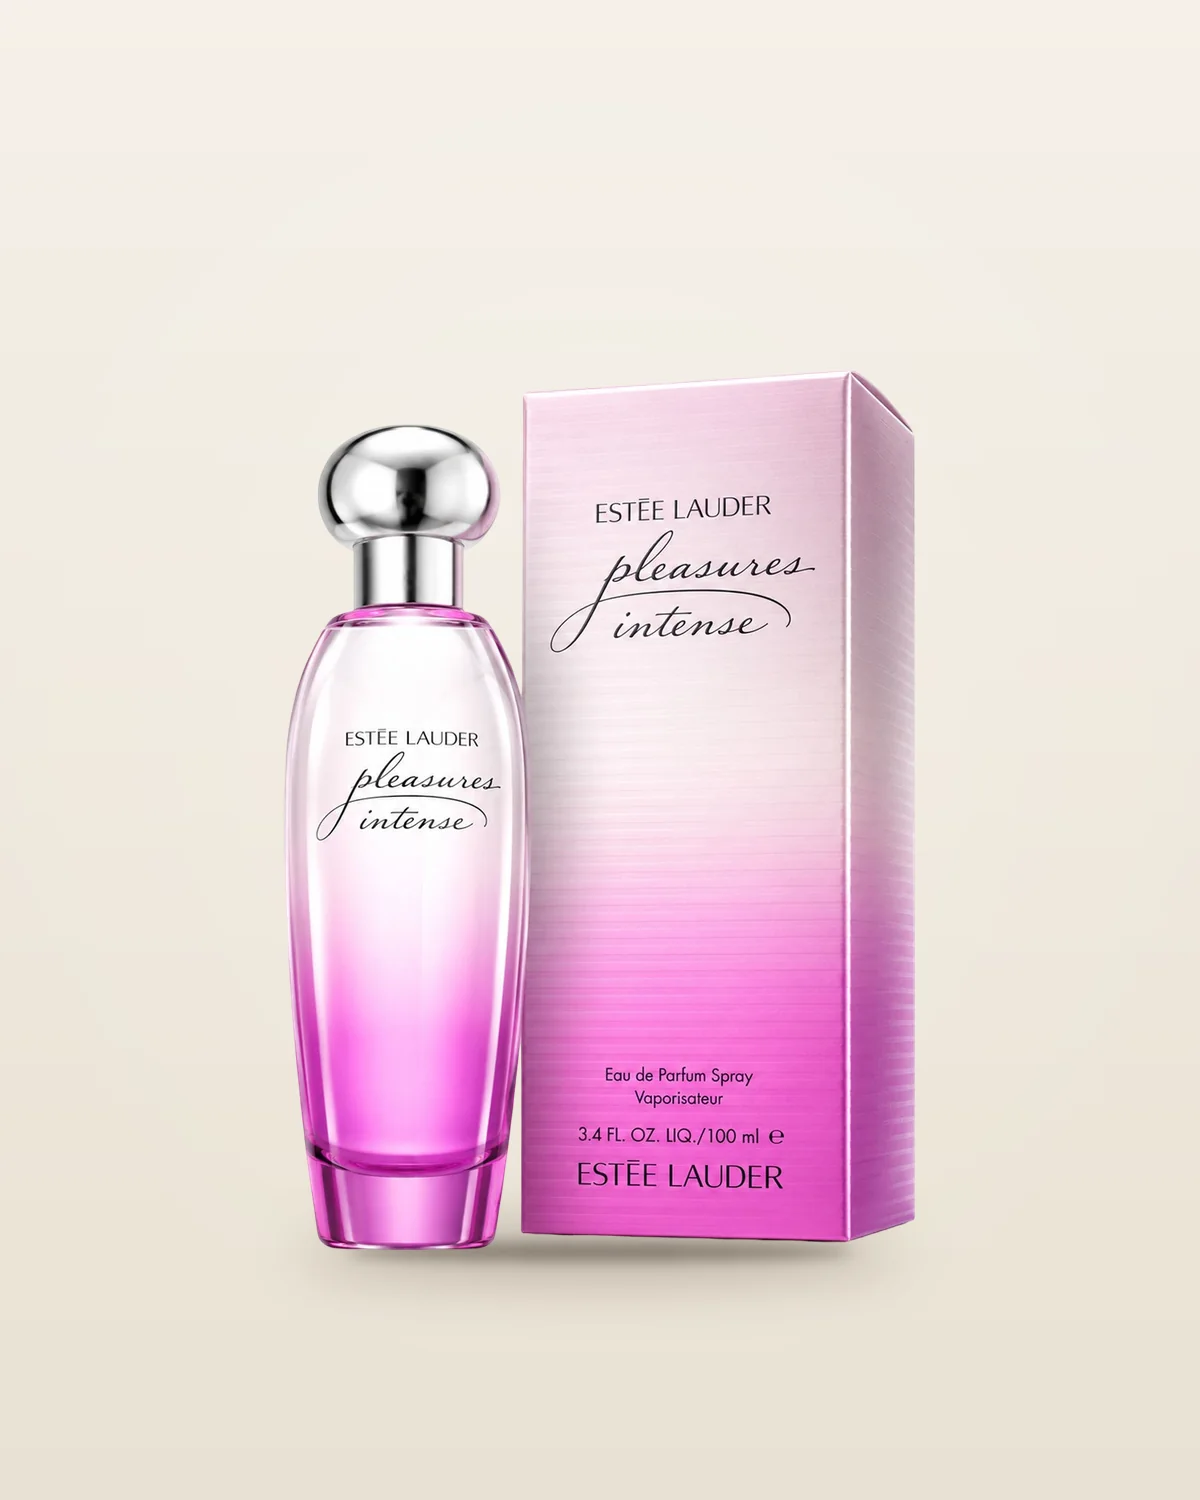 ESTĒE LAUDER
pleasures
intense
ESTĒE LAUDER
pleasures
intense
Eau de Parfum Spray
Vaporisateur
3.4 FL. OZ. LIQ./100 ml ℮
ESTĒE LAUDER